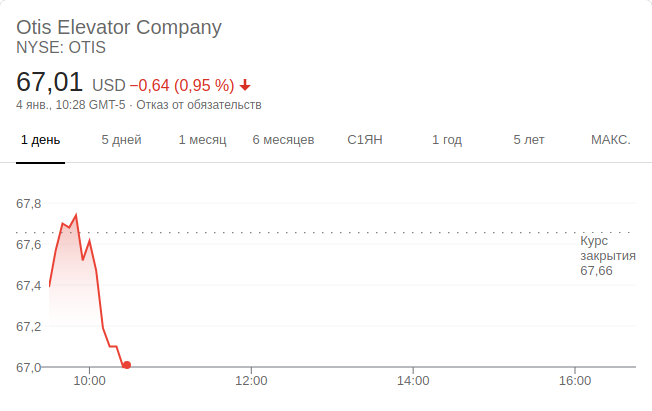 Otis Elevator Company
NYSE: OTIS
67,01 USD −0,64 (0,95 %)
4 янв., 10:28 GMT-5 · Отказ от обязательств
1 день 5 дней 1 месяц 6 месяцев С1ЯН 1 год 5 лет МАКС.
67,8
67,6
67,4
67,2
67,0
Курс
закрытия
67,66
10:00 12:00 14:00 16:00